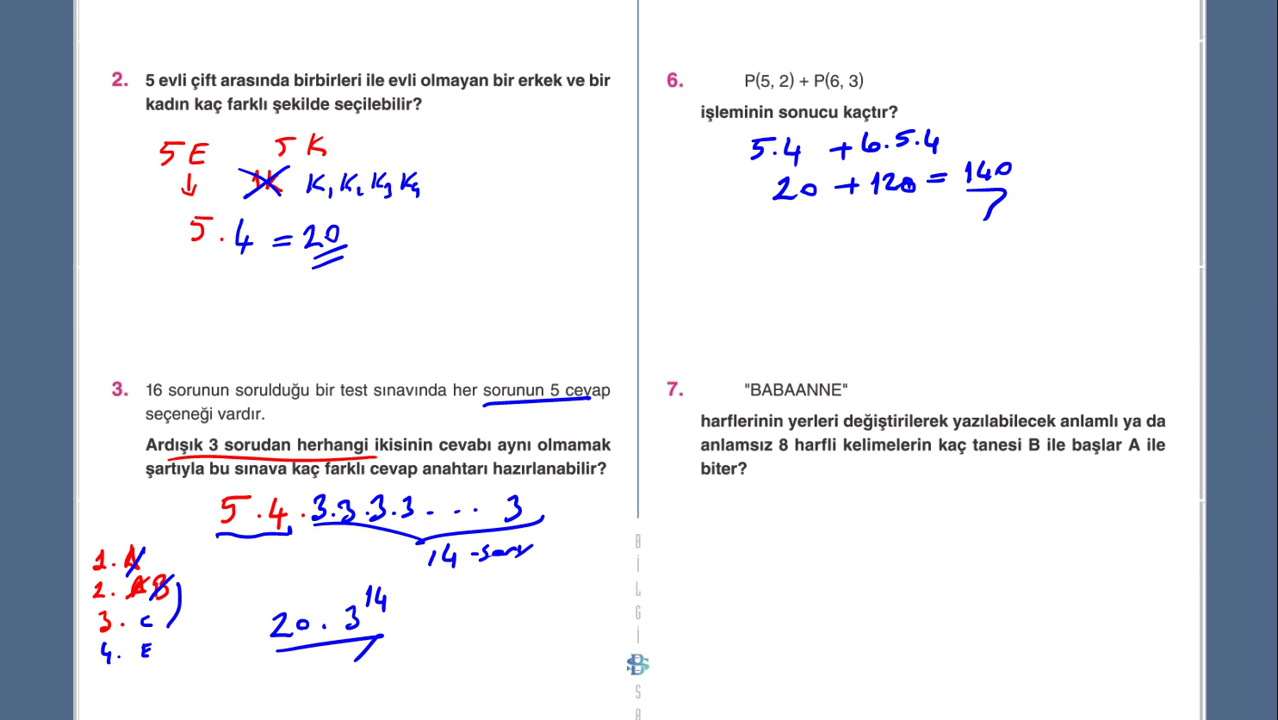 2. 5 evli çift arasında birbirleri ile evli olmayan bir erkek ve bir
kadın kaç farklı şekilde seçilebilir?
5E 5K
K1 K2 K3 K4
5 . 4 = 20
3. 16 sorunun sorulduğu bir test sınavında her sorunun 5 cevap
seçeneği vardır.
Ardışık 3 sorudan herhangi ikisinin cevabı aynı olmamak
şartıyla bu sınava kaç farklı cevap anahtarı hazırlanabilir?
5 . 4 . 3 . 3 . 3 . 3 . . . 3
14 - soru
1. A
2. A B
3. C
4. E
20 . 3^14
6. P(5, 2) + P(6, 3)
işleminin sonucu kaçtır?
5.4 + 6.5.4
20 + 120 = 140
7. "BABAANNE"
harflerinin yerleri değiştirilerek yazılabilecek anlamlı ya da
anlamsız 8 harfli kelimelerin kaç tanesi B ile başlar A ile
biter?
B
İ
L
G
İ
S